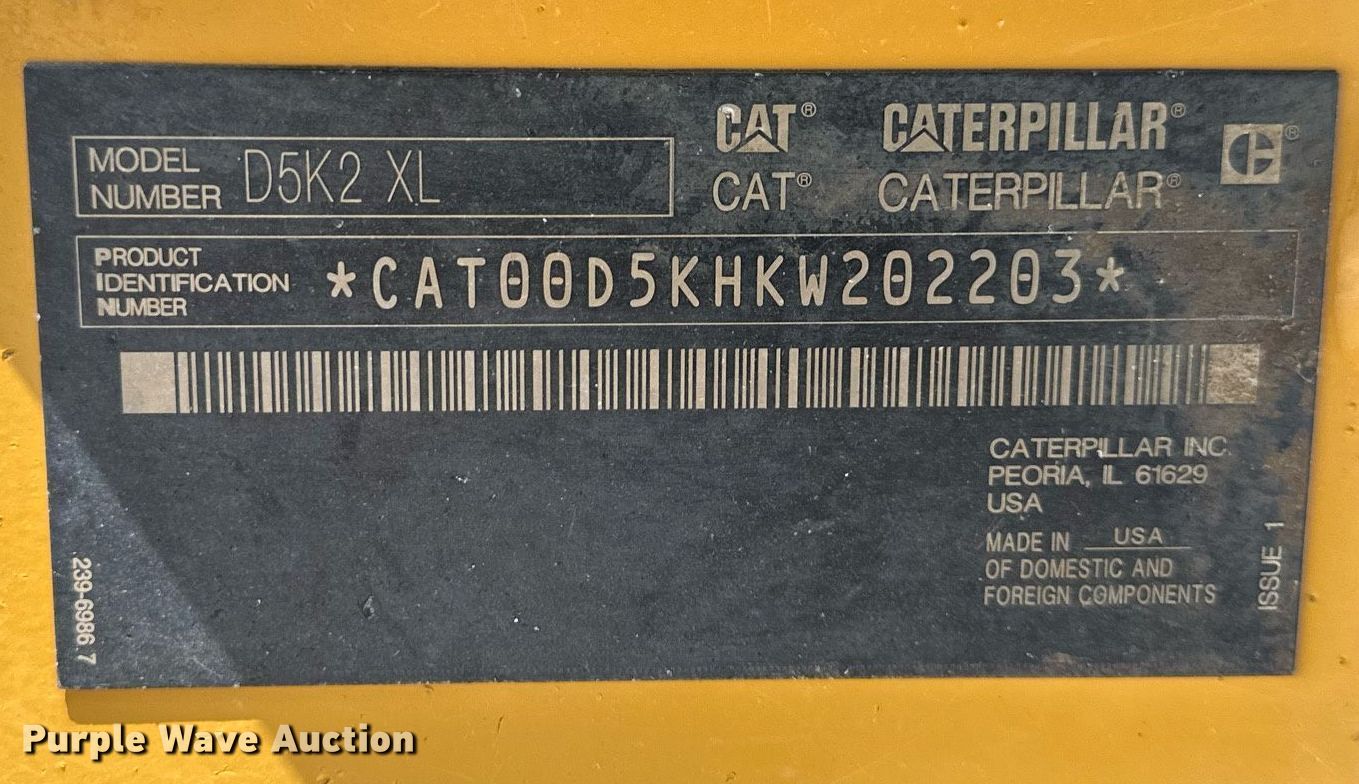 MODEL NUMBER D5K2 XL
CAT® CATERPILLAR® ®
CAT® CATERPILLAR®
PRODUCT
IDENTIFICATION
NUMBER
*CAT00D5KHKW202203*
CATERPILLAR INC.
PEORIA, IL 61629
USA
MADE IN USA
OF DOMESTIC AND
FOREIGN COMPONENTS
ISSUE 1
239-6986 7
Purple Wave Auction